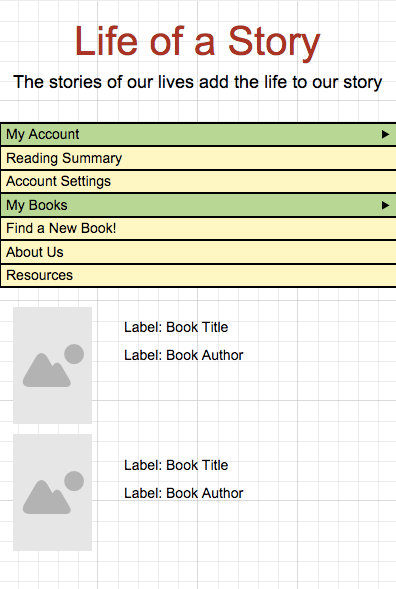 Life of a Story
The stories of our lives add the life to our story
My Account
Reading Summary
Account Settings
My Books
Find a New Book!
About Us
Resources
Label: Book Title
Label: Book Author
Label: Book Title
Label: Book Author